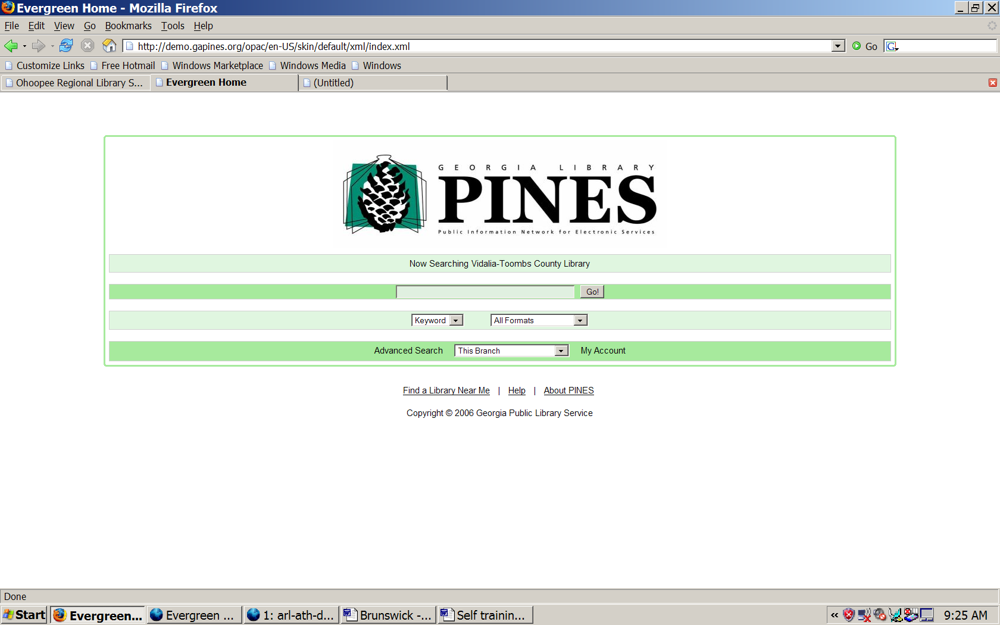 Evergreen Home - Mozilla Firefox
File Edit View Go Bookmarks Tools Help
http://demo.gapines.org/opac/en-US/skin/default/xml/index.xml Go G
Customize Links Free Hotmail Windows Marketplace Windows Media Windows
Ohoopee Regional Library S... Evergreen Home (Untitled)
GEORGIA LIBRARY
PINES
Public Information Network for Electronic Services
Now Searching Vidalia-Toombs County Library
Go!
Keyword All Formats
Advanced Search This Branch My Account
Find a Library Near Me | Help | About PINES
Copyright © 2006 Georgia Public Library Service
Done
Start Evergreen... Evergreen ... 1: arl-ath-d... Brunswick -... Self trainin... « 9:25 AM